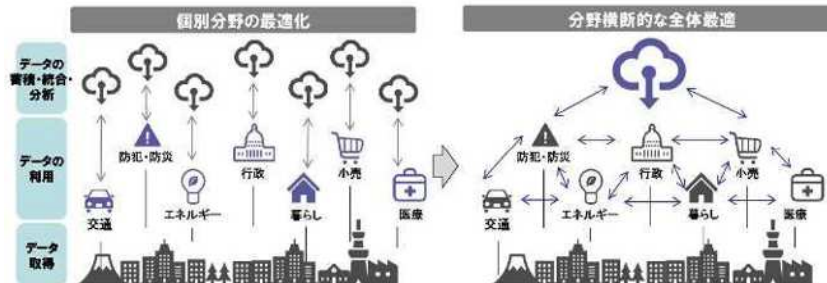 個別分野の最適化
分野横断的な全体最適
データの
蓄積・統合・
分析
データの
利用
データ
取得
防犯・防災
行政
小売
交通
エネルギー
暮らし
医療
防犯・防災
行政
小売
交通
エネルギー
暮らし
医療